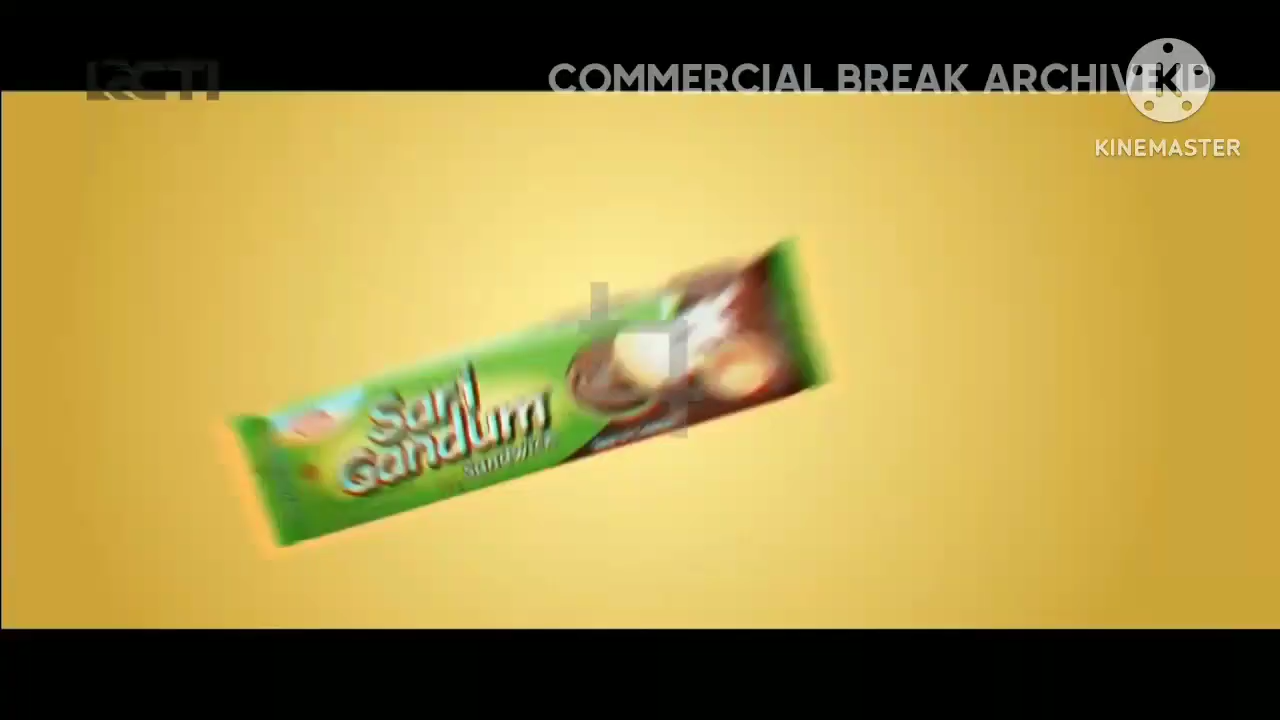 RCTI
COMMERCIAL BREAK ARCHIVE ID
KINEMASTER
Sari
Gandum
Sandwich